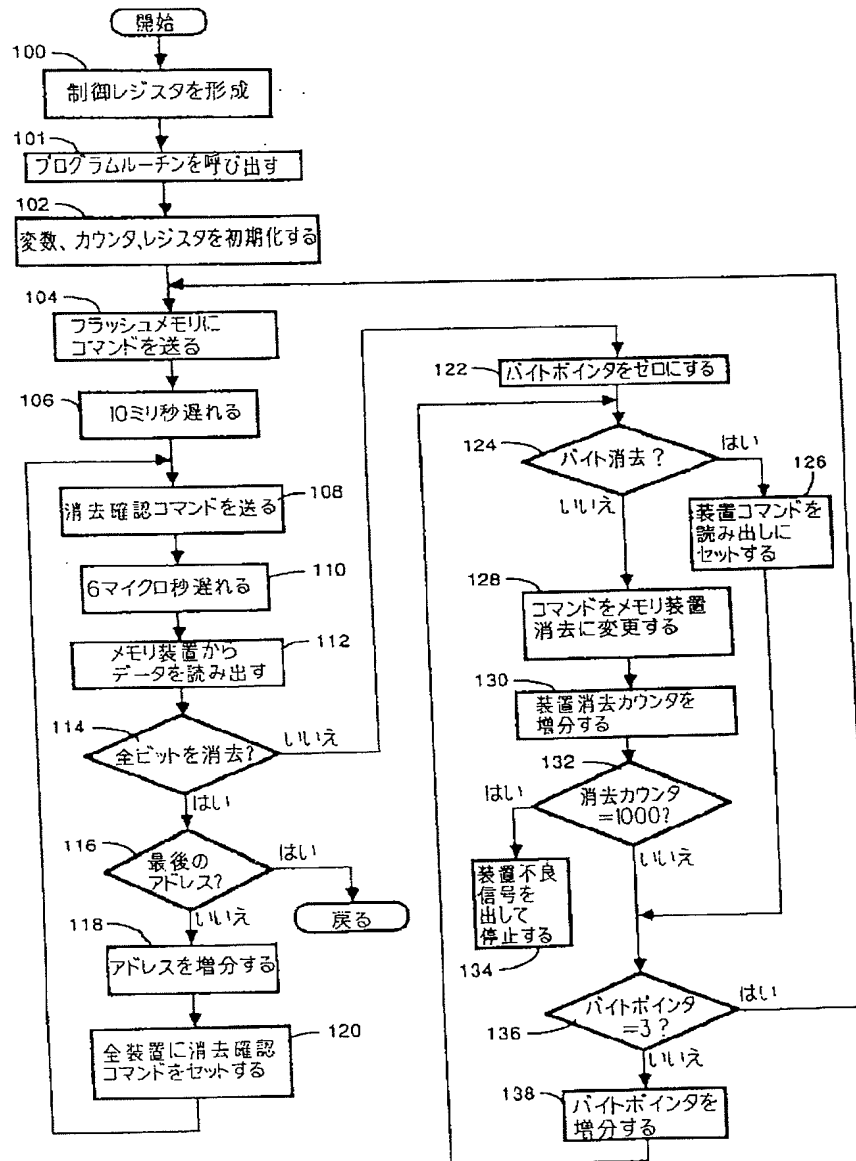 開始
100
制御レジスタを形成
101
プログラムルーチンを呼び出す
102
変数、カウンタ、レジスタを初期化する
104
フラッシュメモリに
コマンドを送る
106
10ミリ秒遅れる
消去確認コマンドを送る
108
6マイクロ秒遅れる
110
メモリ装置から
データを読み出す
112
114
全ビットを消去?
いいえ
はい
116
最後の
アドレス?
はい
戻る
いいえ
118
アドレスを増分する
全装置に消去確認
コマンドをセットする
120
122
バイトポインタをゼロにする
124
バイト消去?
はい
いいえ
126
装置コマンドを
読み出しに
セットする
128
コマンドをメモリ装置
消去に変更する
130
装置消去カウンタを
増分する
132
消去カウンタ
=1000?
はい
いいえ
装置不良
信号を
出して
停止する
134
136
バイトポインタ
=3?
はい
いいえ
138
バイトポインタを
増分する